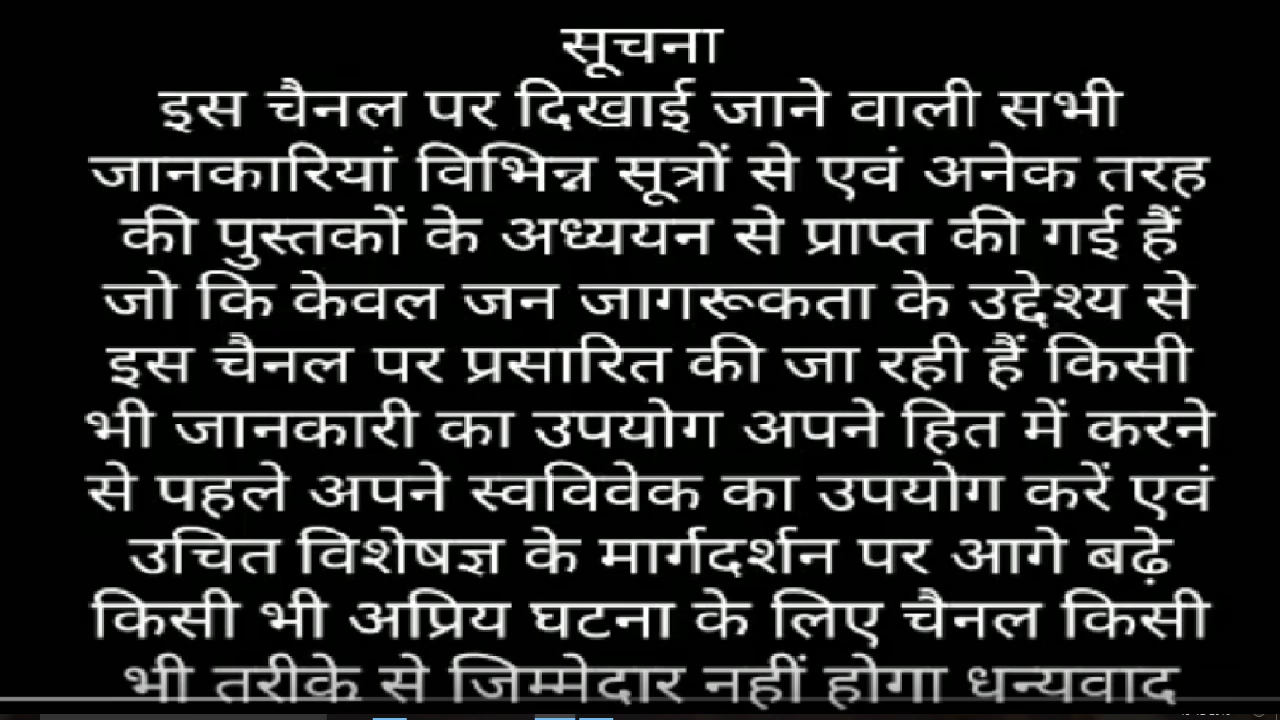 सूचना
इस चैनल पर दिखाई जाने वाली सभी
जानकारियां विभिन्न सूत्रों से एवं अनेक तरह
की पुस्तकों के अध्ययन से प्राप्त की गई हैं
जो कि केवल जन जागरूकता के उद्देश्य से
इस चैनल पर प्रसारित की जा रही हैं किसी
भी जानकारी का उपयोग अपने हित में करने
से पहले अपने स्वविवेक का उपयोग करें एवं
उचित विशेषज्ञ के मार्गदर्शन पर आगे बढ़े
किसी भी अप्रिय घटना के लिए चैनल किसी
भी तरीके से जिम्मेदार नहीं होगा धन्यवाद